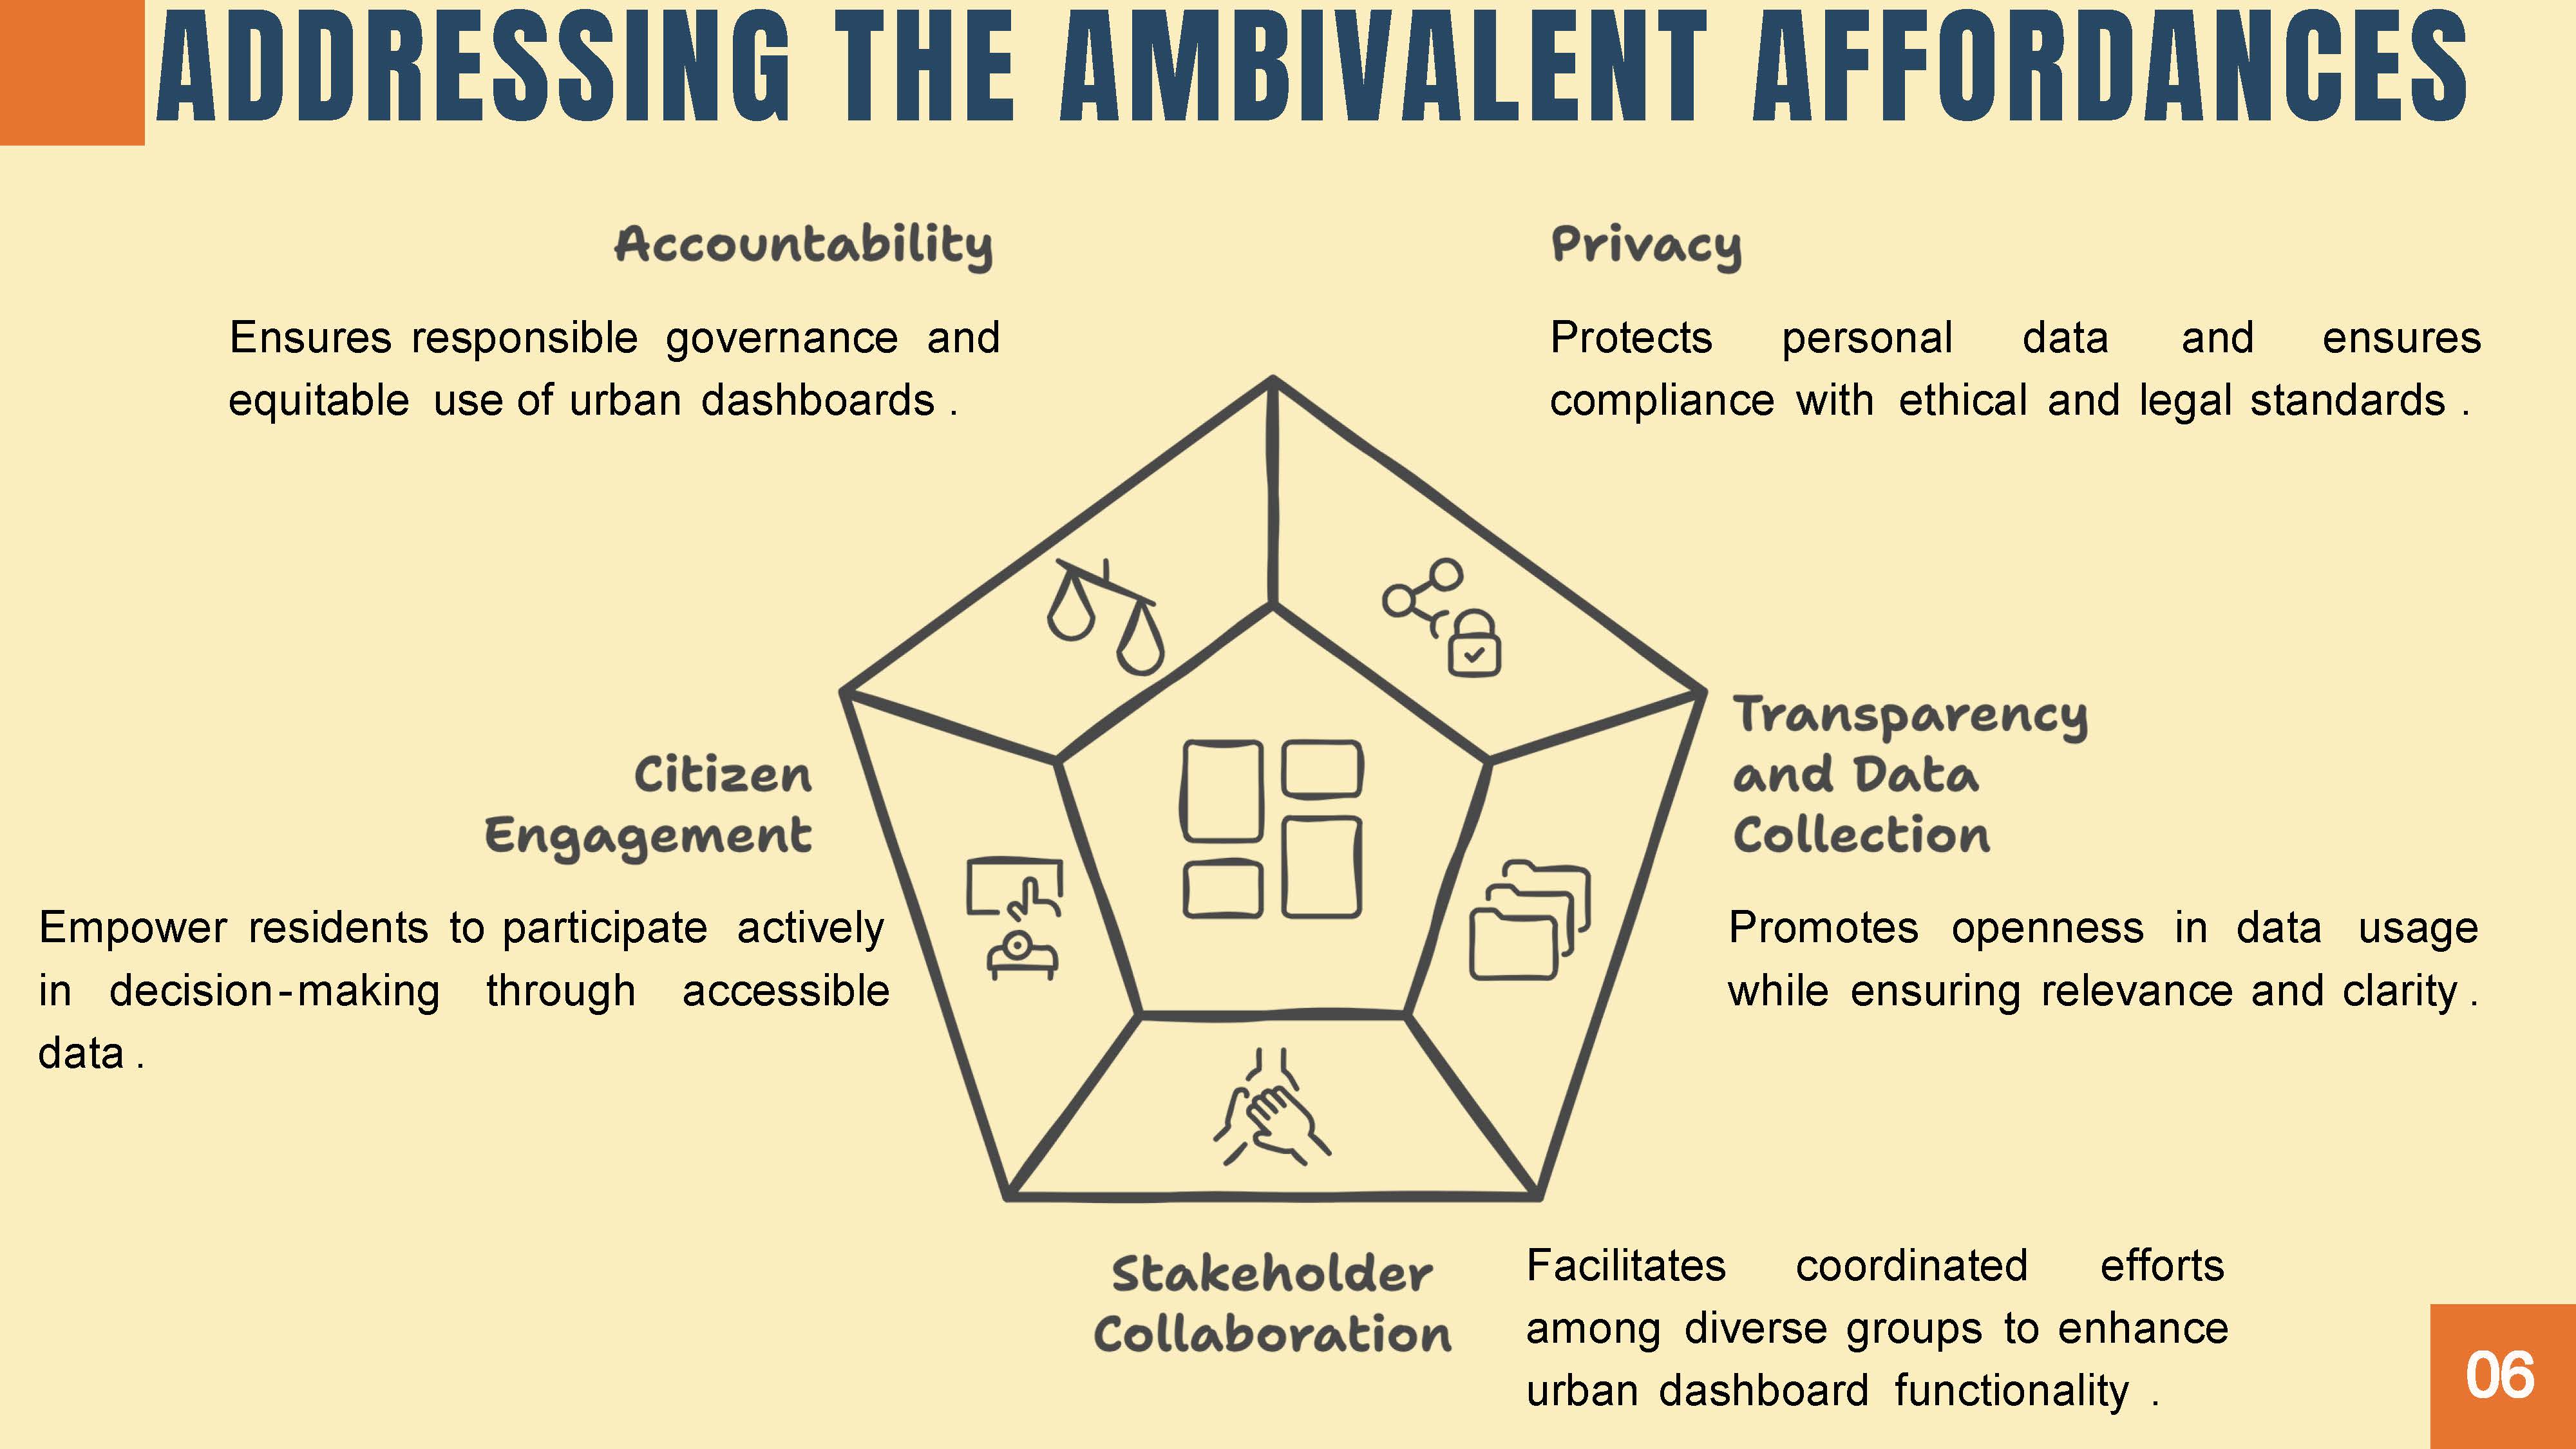 ADDRESSING THE AMBIVALENT AFFORDANCES
Accountability
Ensures responsible governance and
equitable use of urban dashboards .
Privacy
Protects personal data and ensures
compliance with ethical and legal standards .
Citizen
Engagement
Empower residents to participate actively
in decision-making through accessible
data .
Transparency
and Data
Collection
Promotes openness in data usage
while ensuring relevance and clarity .
Stakeholder
Collaboration
Facilitates coordinated efforts
among diverse groups to enhance
urban dashboard functionality .
06